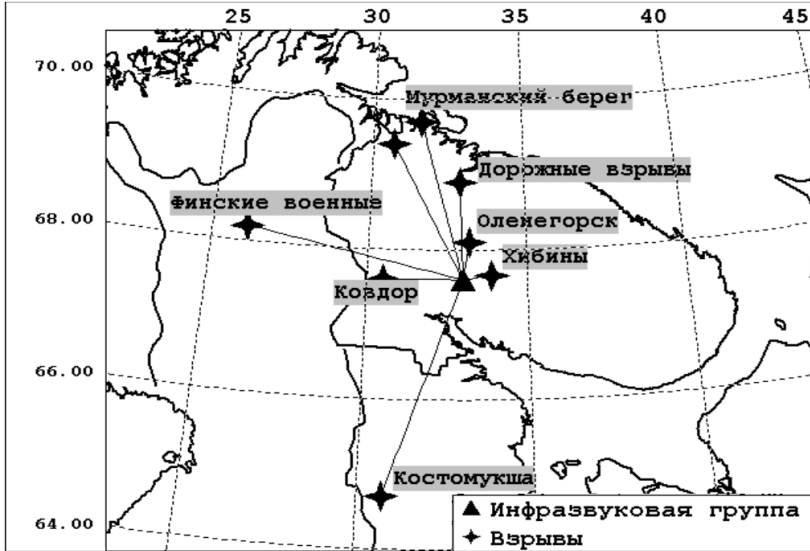 25 30 35 40 45
70.00
Мурманский берег
Дорожные взрывы
Финские военные
68.00
Оленегорск
Хибины
Ковдор
66.00
Костомукша
Инфразвуковая группа
64.00
Взрывы